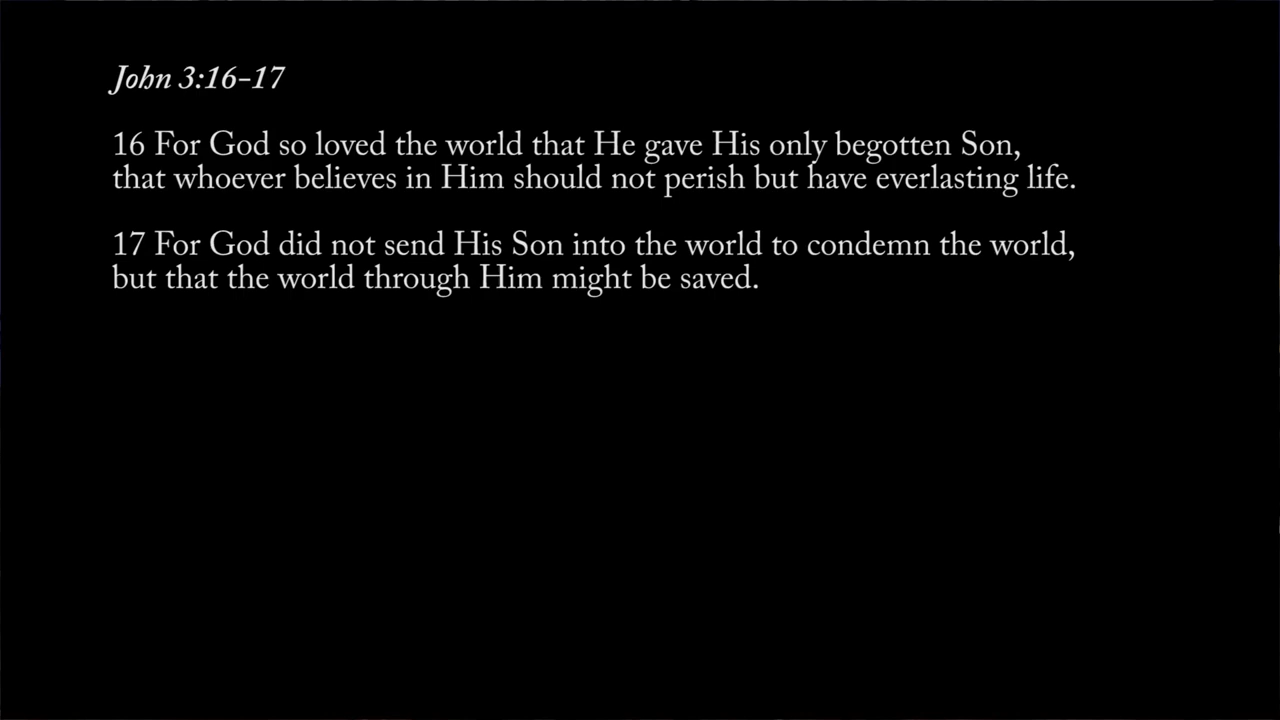 John 3:16-17
16 For God so loved the world that He gave His only begotten Son,
that whoever believes in Him should not perish but have everlasting life.
17 For God did not send His Son into the world to condemn the world,
but that the world through Him might be saved.